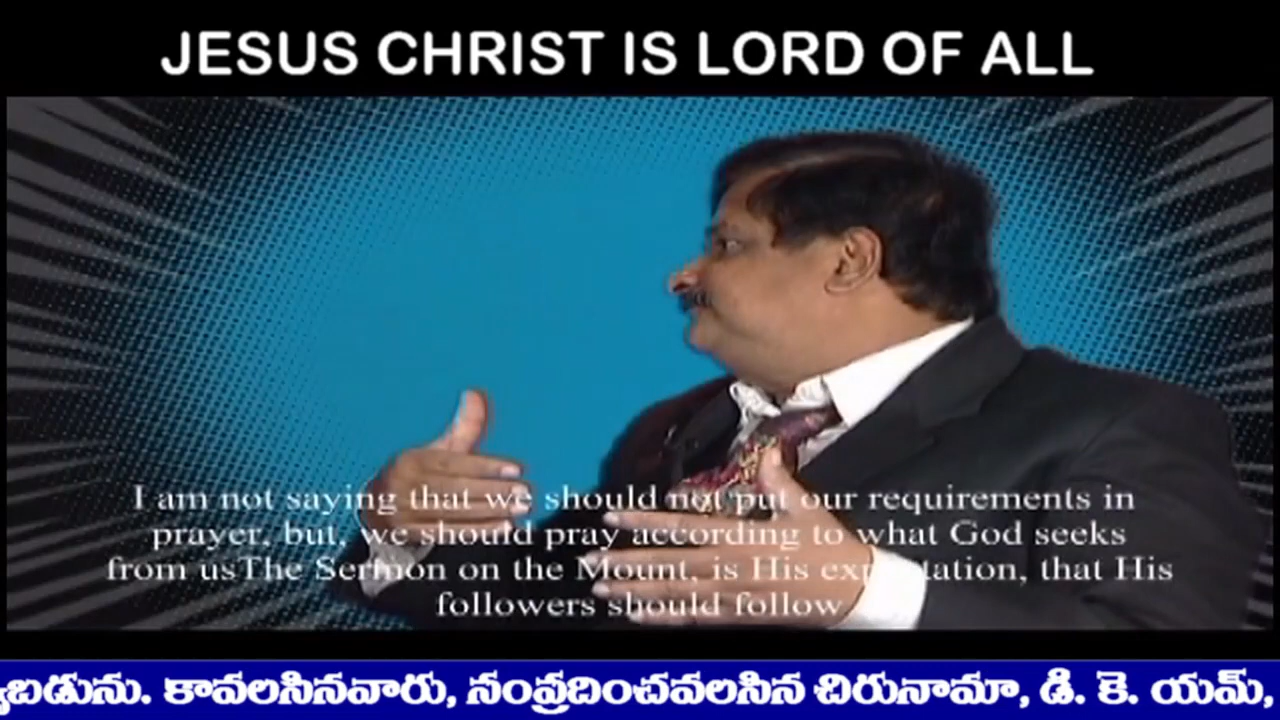 JESUS CHRIST IS LORD OF ALL
I am not saying that we should not put our requirements in
prayer, but, we should pray according to what God seeks
from usThe Sermon on the Mount, is His expectation, that His
followers should follow
బడును. కావలసినవారు, సంప్రదించవలసిన చిరునామా, డి. కె. యమ్,